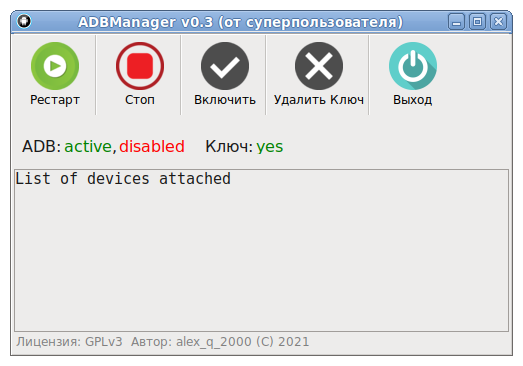 ADBManager v0.3 (от суперпользователя)
Рестарт Стоп Включить Удалить Ключ Выход
ADB: active,disabled Ключ: yes
List of devices attached
Лицензия: GPLv3 Автор: alex_q_2000 (C) 2021